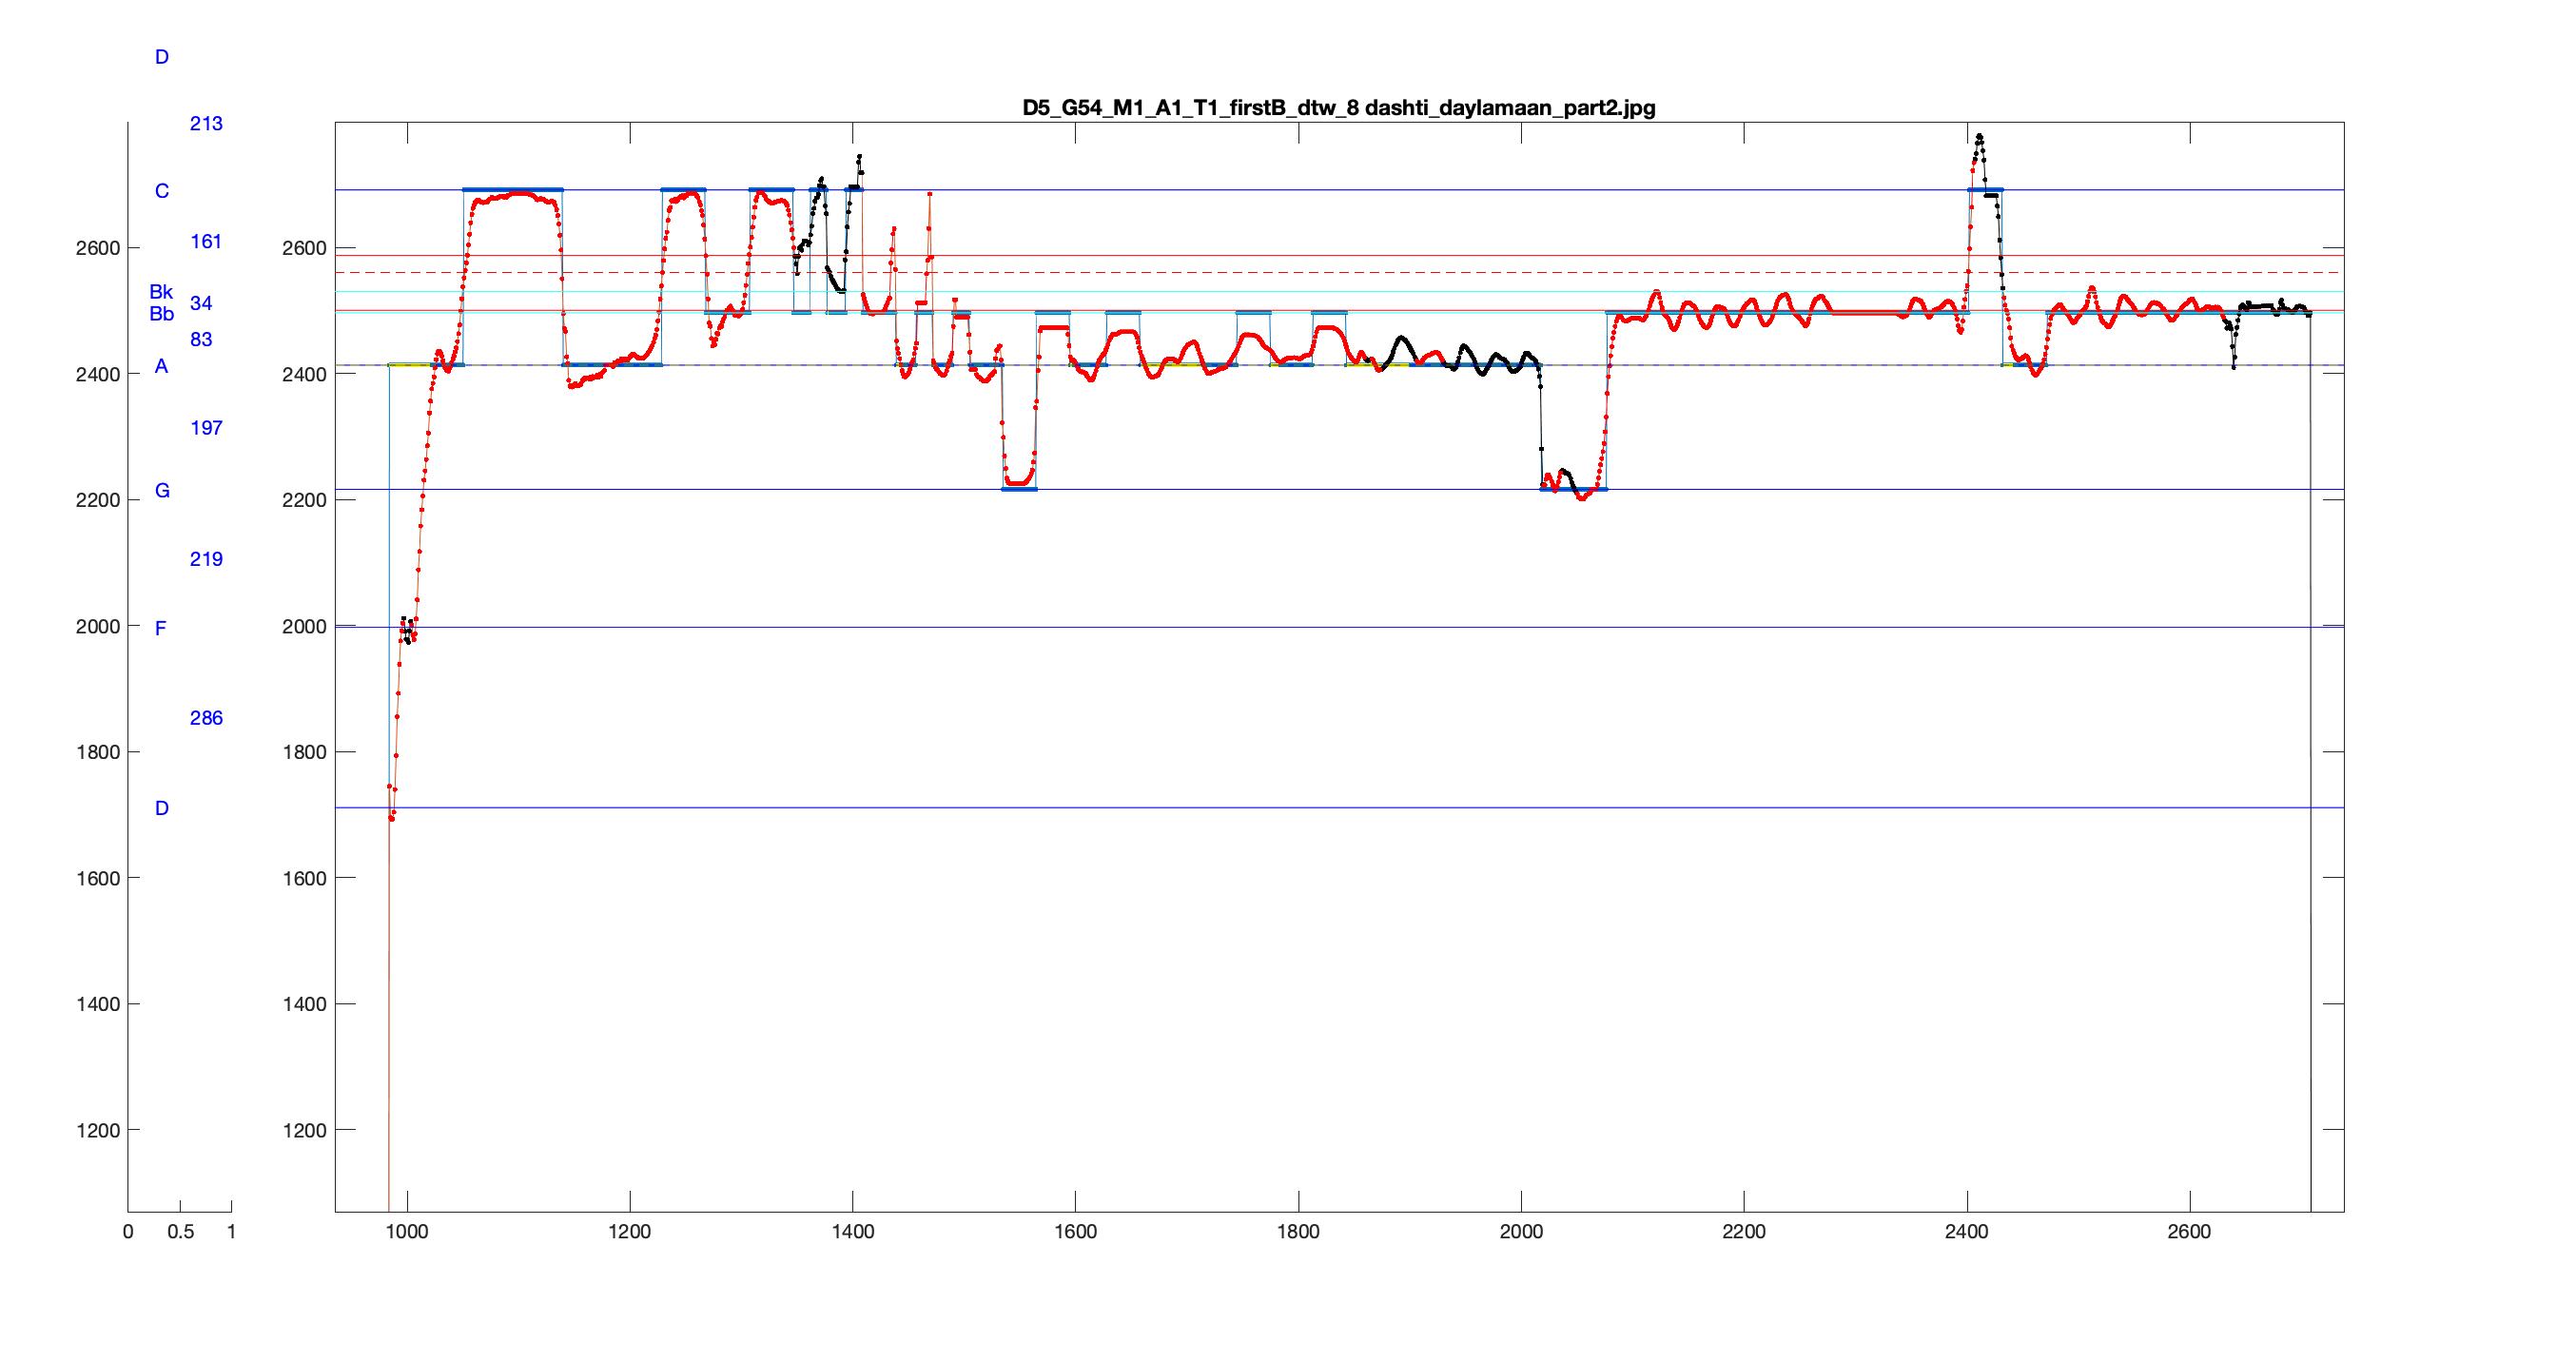 D
D5_G54_M1_A1_T1_firstB_dtw_8 dashti_daylamaan_part2.jpg
213
C
161
2600 2600
Bk
34
Bb
83
A
2400 2400
197
G
2200 2200
219
F
2000 2000
286
1800 1800
D
1600 1600
1400 1400
1200 1200
0 0.5 1 1000 1200 1400 1600 1800 2000 2200 2400 2600